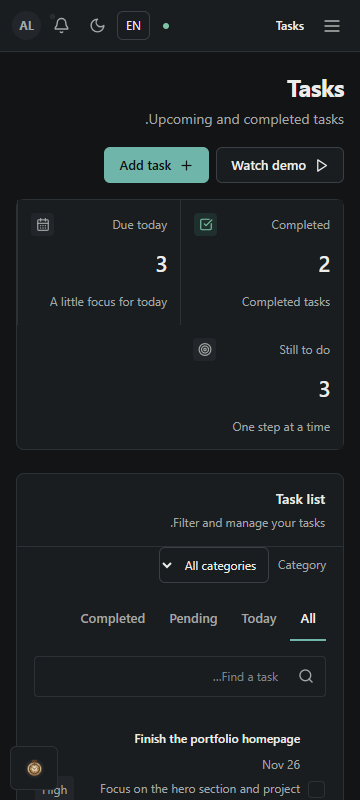 AL EN Tasks
Tasks
.Upcoming and completed tasks
Add task + Watch demo
Completed
2
Completed tasks
Due today
3
A little focus for today
Still to do
3
One step at a time
Task list
.Filter and manage your tasks
Category All categories
All Today Pending Completed
...Find a task
Finish the portfolio homepage
Nov 26
Focus on the hero section and project
High